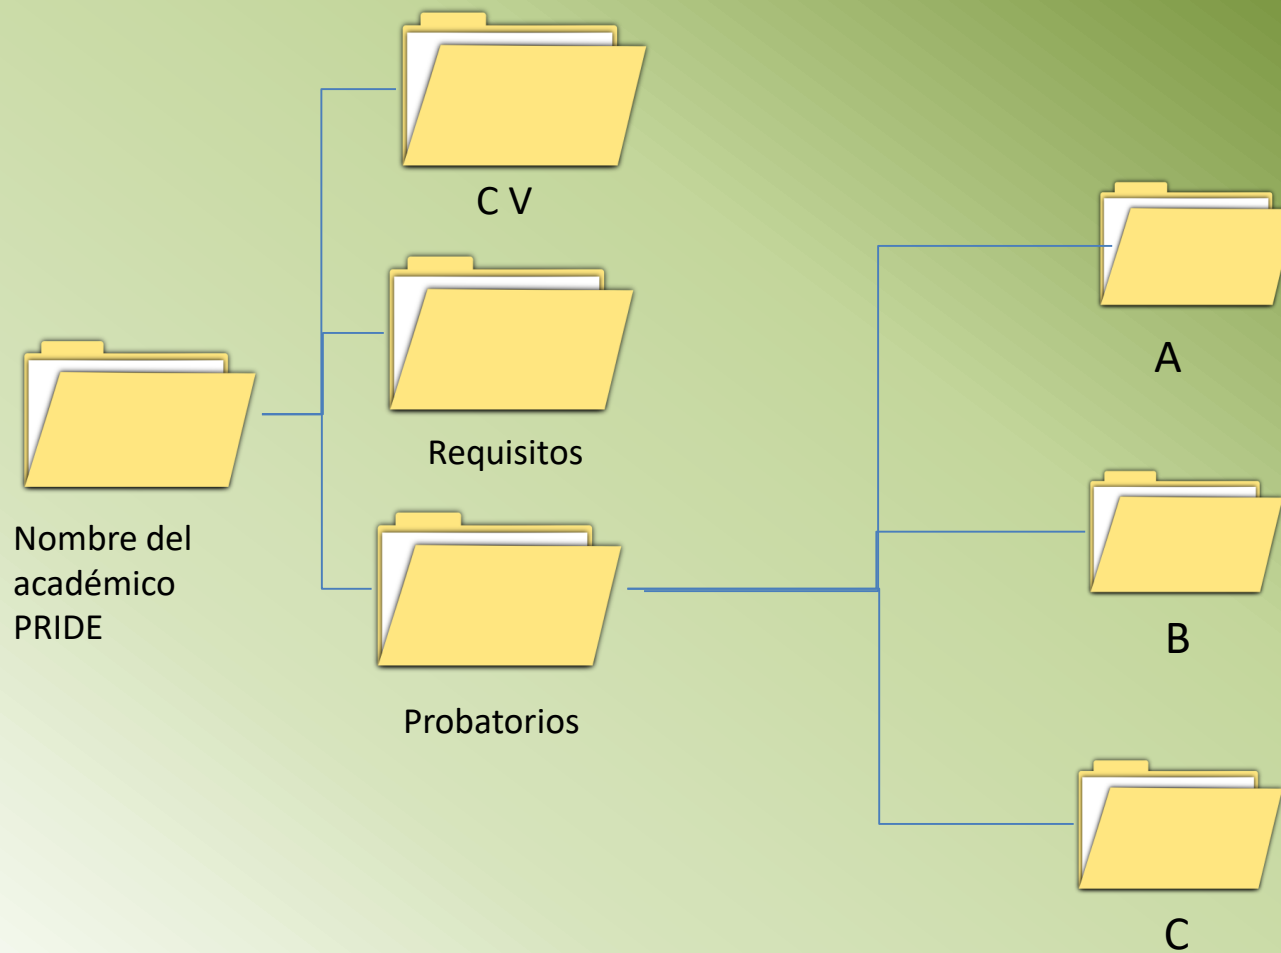 C V
Requisitos
Nombre del
académico
PRIDE
Probatorios
A
B
C